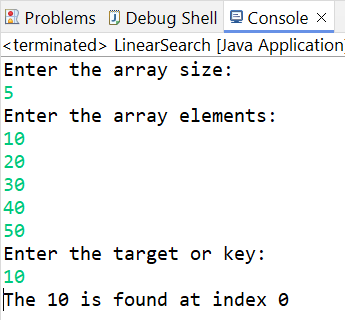 Problems Debug Shell Console
<terminated> LinearSearch [Java Application]
Enter the array size:
5
Enter the array elements:
10
20
30
40
50
Enter the target or key:
10
The 10 is found at index 0